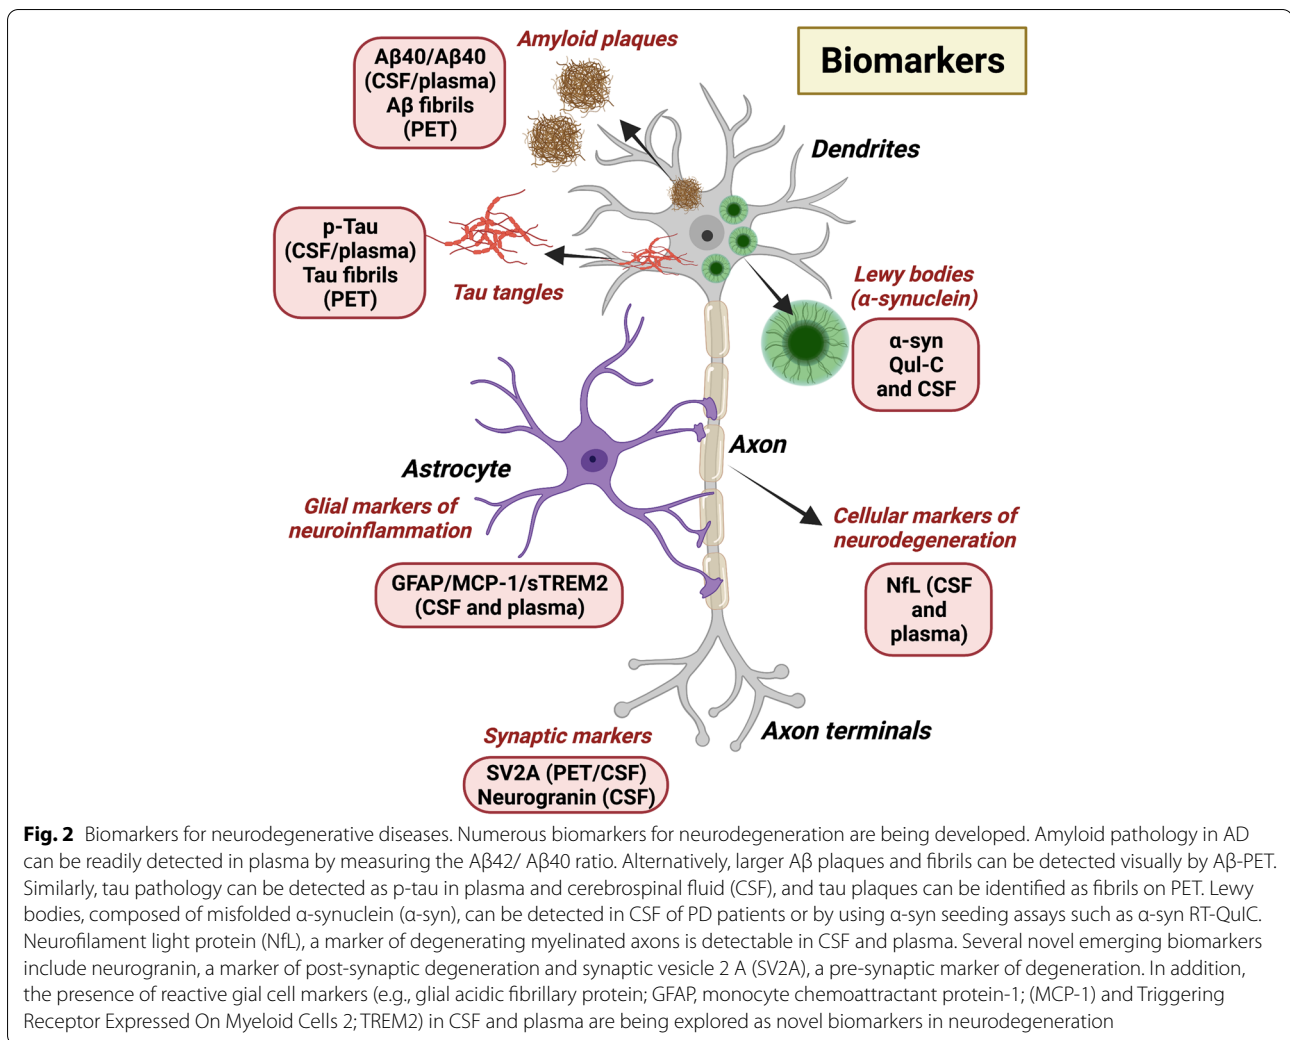 Biomarkers
Amyloid plaques
Aβ40/Aβ40
(CSF/plasma)
Aβ fibrils
(PET)
Dendrites
p-Tau
(CSF/plasma)
Tau fibrils
(PET)
Tau tangles
Lewy bodies
(α-synuclein)
α-syn
Qul-C
and CSF
Axon
Astrocyte
Glial markers of
neuroinflammation
GFAP/MCP-1/sTREM2
(CSF and plasma)
Cellular markers of
neurodegeneration
NfL (CSF
and
plasma)
Axon terminals
Synaptic markers
SV2A (PET/CSF)
Neurogranin (CSF)
Fig. 2 Biomarkers for neurodegenerative diseases. Numerous biomarkers for neurodegeneration are being developed. Amyloid pathology in AD
can be readily detected in plasma by measuring the Aβ42/ Aβ40 ratio. Alternatively, larger Aβ plaques and fibrils can be detected visually by Aβ-PET.
Similarly, tau pathology can be detected as p-tau in plasma and cerebrospinal fluid (CSF), and tau plaques can be identified as fibrils on PET. Lewy
bodies, composed of misfolded α-synuclein (α-syn), can be detected in CSF of PD patients or by using α-syn seeding assays such as α-syn RT-QuIC.
Neurofilament light protein (NfL), a marker of degenerating myelinated axons is detectable in CSF and plasma. Several novel emerging biomarkers
include neurogranin, a marker of post-synaptic degeneration and synaptic vesicle 2 A (SV2A), a pre-synaptic marker of degeneration. In addition,
the presence of reactive gial cell markers (e.g., glial acidic fibrillary protein; GFAP, monocyte chemoattractant protein-1; (MCP-1) and Triggering
Receptor Expressed On Myeloid Cells 2; TREM2) in CSF and plasma are being explored as novel biomarkers in neurodegeneration